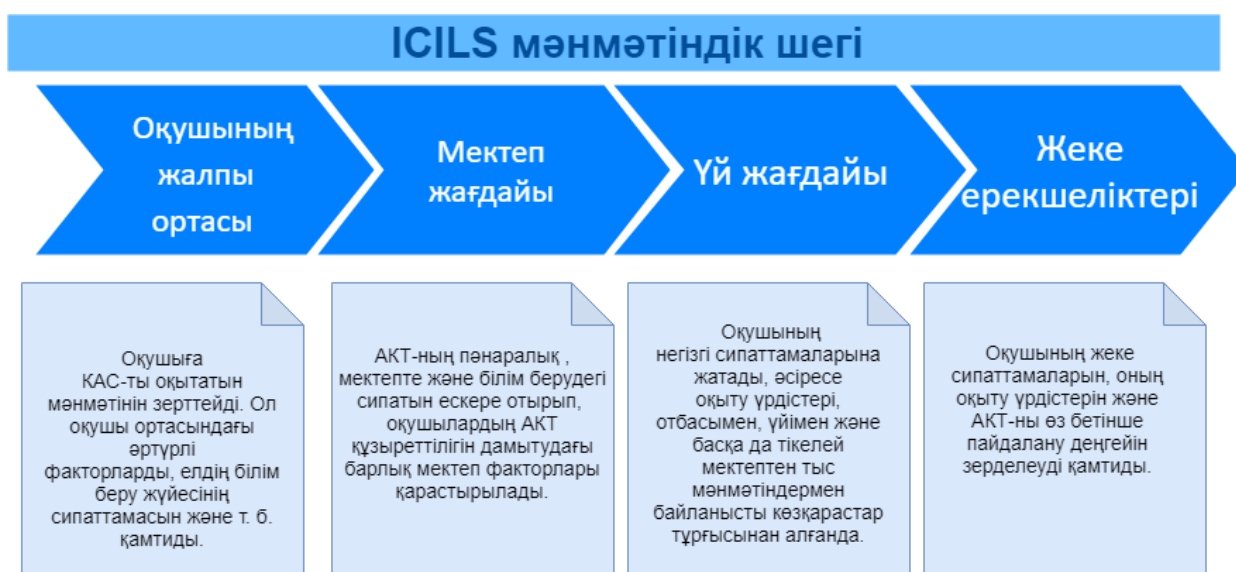 ICILS мәнмәтіндік шегі
Оқушының
жалпы
ортасы
Мектеп
жағдайы
Үй жағдайы
Жеке
ерекшеліктері
Оқушыға
КАС-ты оқытатын
мәнмәтінін зерттейді. Ол
оқушы ортасындағы
әртүрлі
факторларды, елдің білім
беру жүйесінің
сипаттамасын және т. б.
қамтиды.
АКТ-ның пәнаралық ,
мектепте және білім берудегі
сипатын ескере отырып,
оқушылардың АКТ
құзыреттілігін дамытудағы
барлық мектеп факторлары
қарастырылады.
Оқушының
негізгі сипаттамаларына
жатады, әсіресе
оқыту үрдістері,
отбасымен, үйімен және
басқа да тікелей
мектептен тыс
мәнмәтіндермен
байланысты көзқарастар
тұрғысынан алғанда.
Оқушының жеке
сипаттамаларын, оның
оқыту үрдістерін және
АКТ-ны өз бетінше
пайдалану деңгейін
зерделеуді қамтиды.